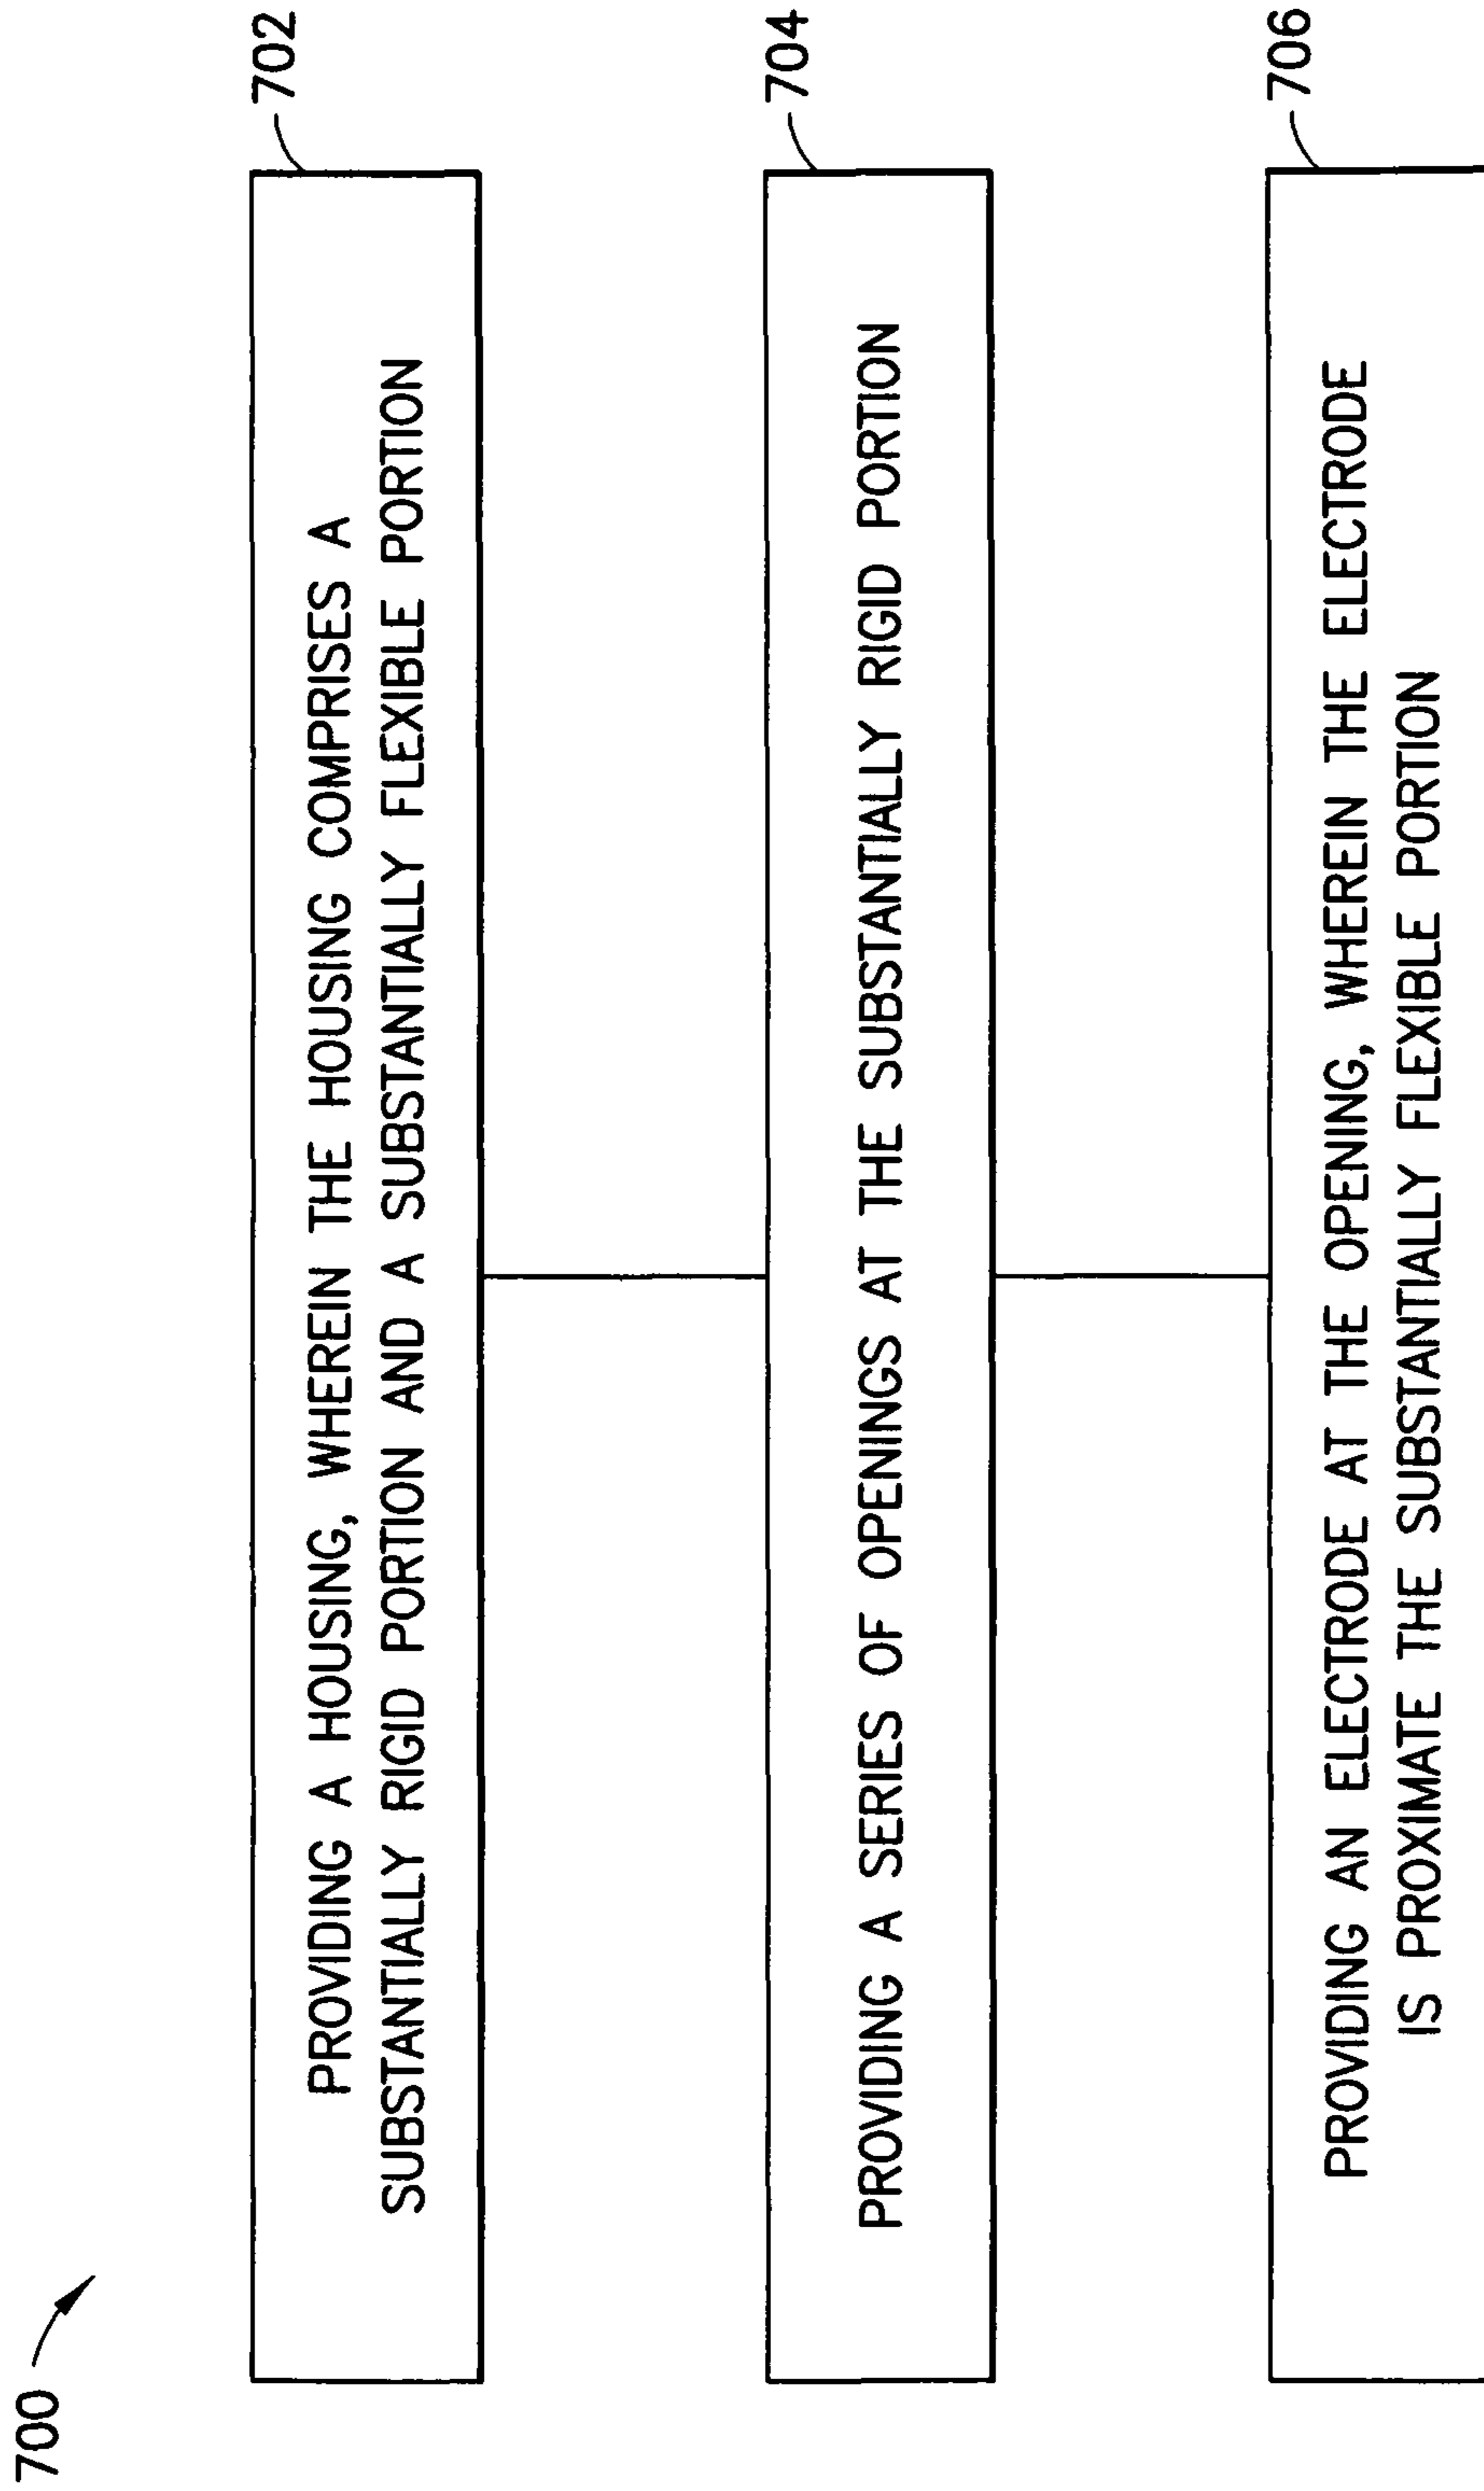 700
702
PROVIDING A HOUSING, WHEREIN THE HOUSING COMPRISES A
SUBSTANTIALLY RIGID PORTION AND A SUBSTANTIALLY FLEXIBLE PORTION
704
PROVIDING A SERIES OF OPENINGS AT THE SUBSTANTIALLY RIGID PORTION
706
PROVIDING AN ELECTRODE AT THE OPENING, WHEREIN THE ELECTRODE
IS PROXIMATE THE SUBSTANTIALLY FLEXIBLE PORTION